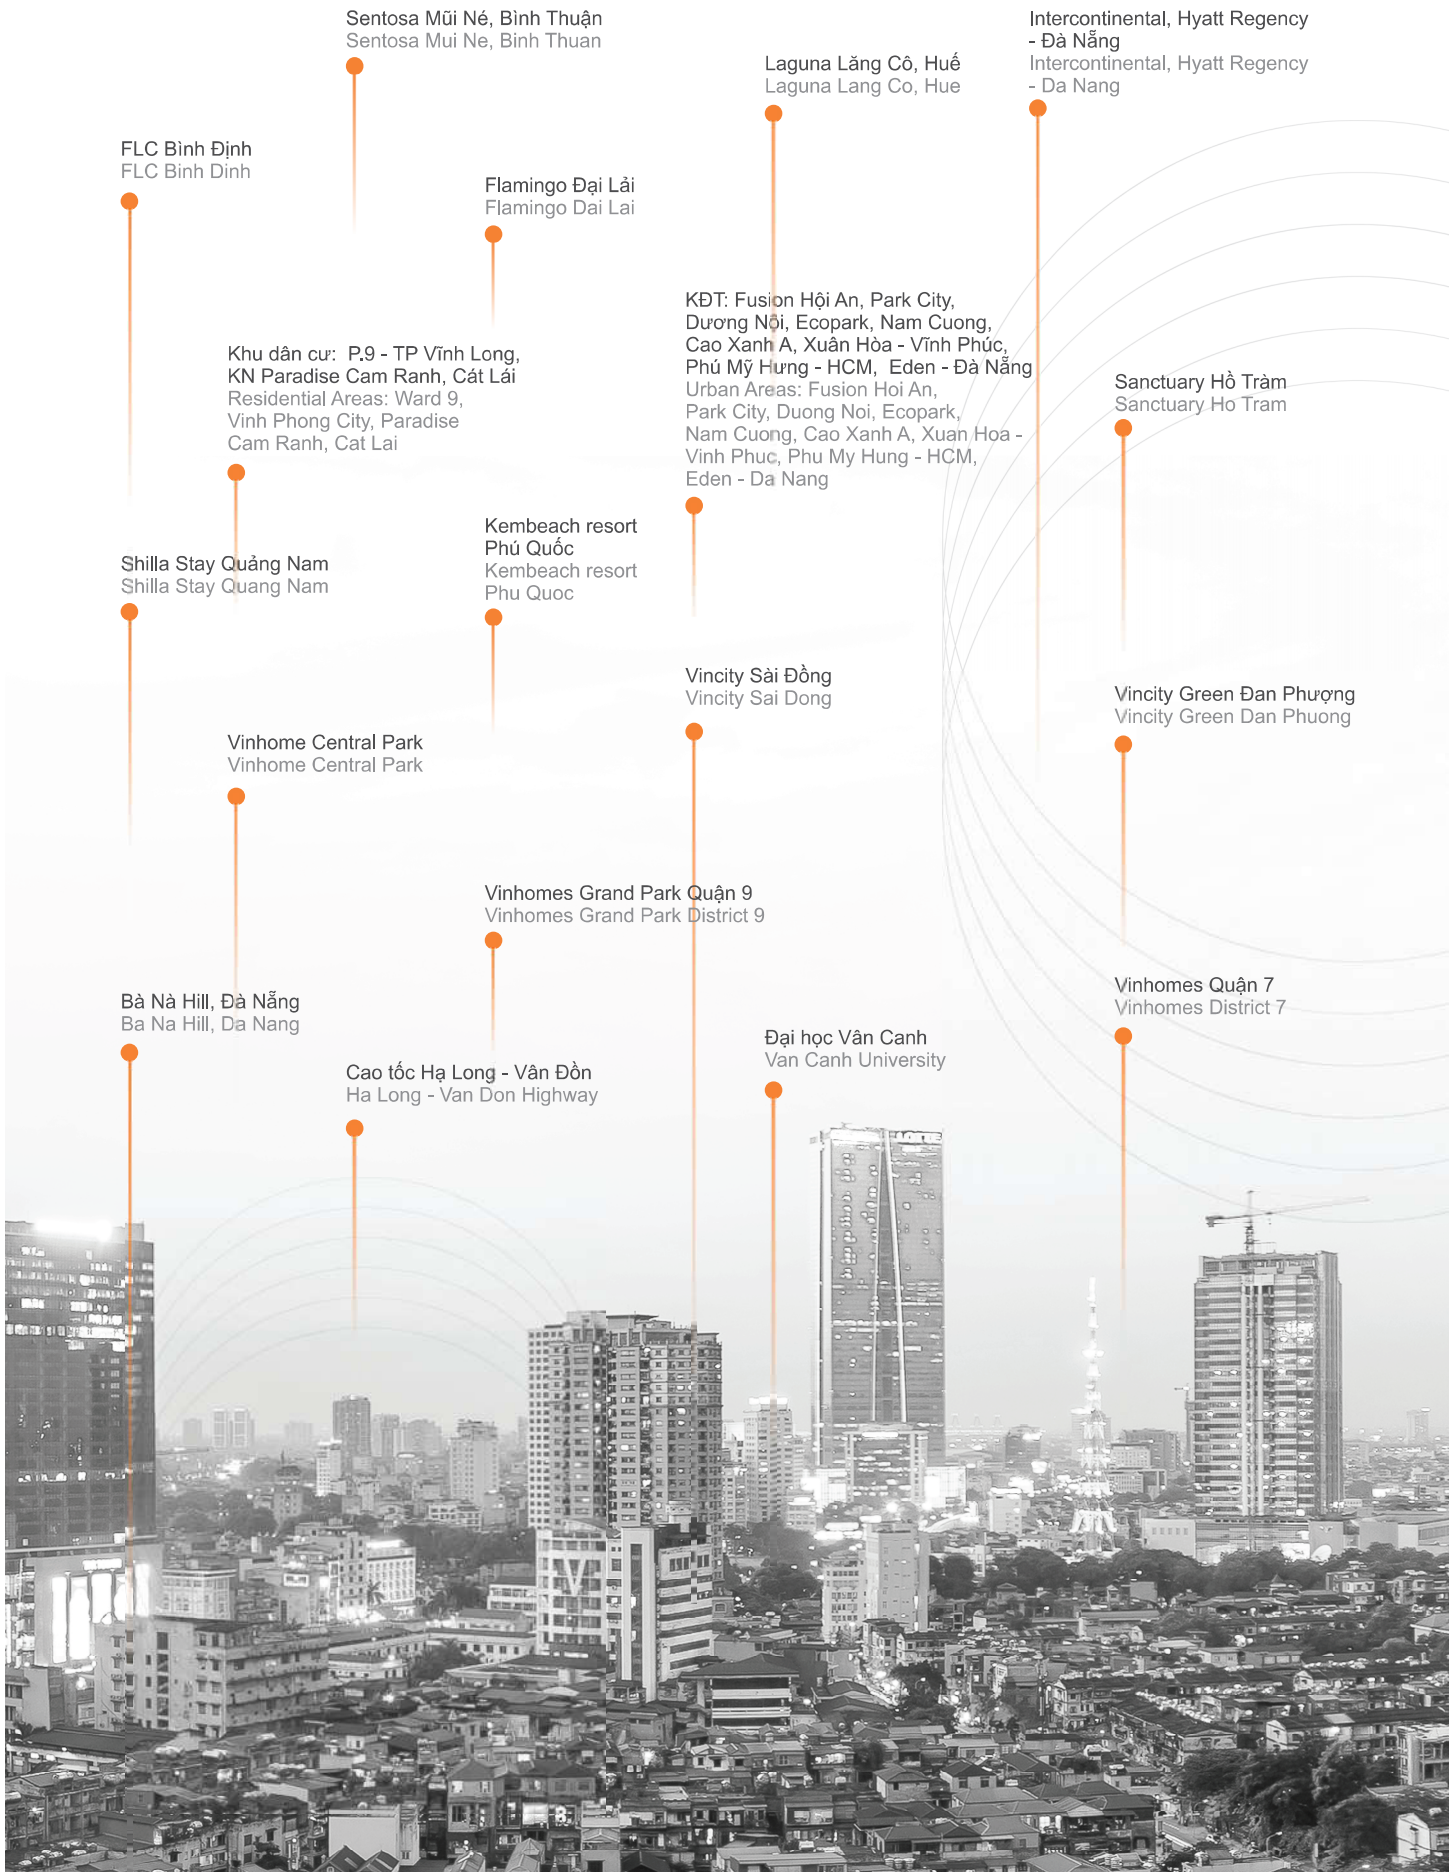 Sentosa Mũi Né, Bình Thuận
Sentosa Mui Ne, Binh Thuan
Intercontinental, Hyatt Regency
- Đà Nẵng
Intercontinental, Hyatt Regency
- Da Nang
Laguna Lăng Cô, Huế
Laguna Lang Co, Hue
FLC Bình Định
FLC Binh Dinh
Flamingo Đại Lải
Flamingo Dai Lai
KĐT: Fusion Hội An, Park City,
Dương Nội, Ecopark, Nam Cuong,
Cao Xanh A, Xuân Hòa - Vĩnh Phúc,
Phú Mỹ Hưng - HCM, Eden - Đà Nẵng
Urban Areas: Fusion Hoi An,
Park City, Duong Noi, Ecopark,
Nam Cuong, Cao Xanh A, Xuan Hoa -
Vinh Phuc, Phu My Hung - HCM,
Eden - Da Nang
Khu dân cư: P.9 - TP Vĩnh Long,
KN Paradise Cam Ranh, Cát Lái
Residential Areas: Ward 9,
Vinh Phong City, Paradise
Cam Ranh, Cat Lai
Sanctuary Hồ Tràm
Sanctuary Ho Tram
Kembeach resort
Phú Quốc
Kembeach resort
Phu Quoc
Shilla Stay Quảng Nam
Shilla Stay Quang Nam
Vincity Sài Đồng
Vincity Sai Dong
Vincity Green Đan Phượng
Vincity Green Dan Phuong
Vinhome Central Park
Vinhome Central Park
Vinhomes Grand Park Quận 9
Vinhomes Grand Park District 9
Vinhomes Quận 7
Vinhomes District 7
Bà Nà Hill, Đà Nẵng
Ba Na Hill, Da Nang
Đại học Vân Canh
Van Canh University
Cao tốc Hạ Long - Vân Đồn
Ha Long - Van Don Highway
LOTTE